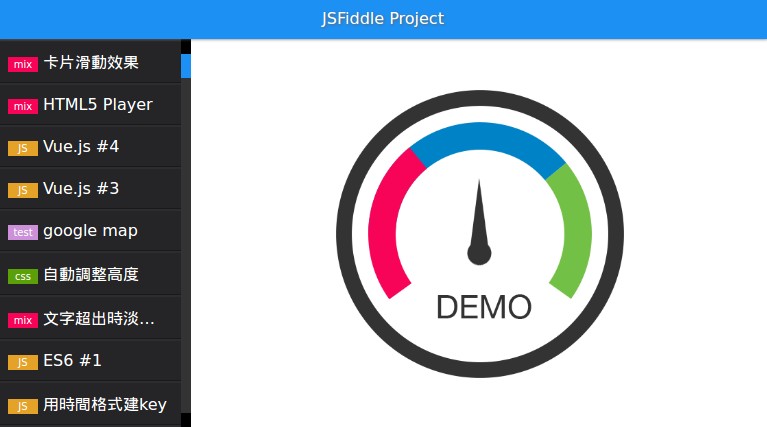 JSFiddle Project
mix 卡片滑動效果
mix HTML5 Player
JS Vue.js #4
JS Vue.js #3
test google map
css 自動調整高度
mix 文字超出時淡…
JS ES6 #1
JS 用時間格式建key
DEMO